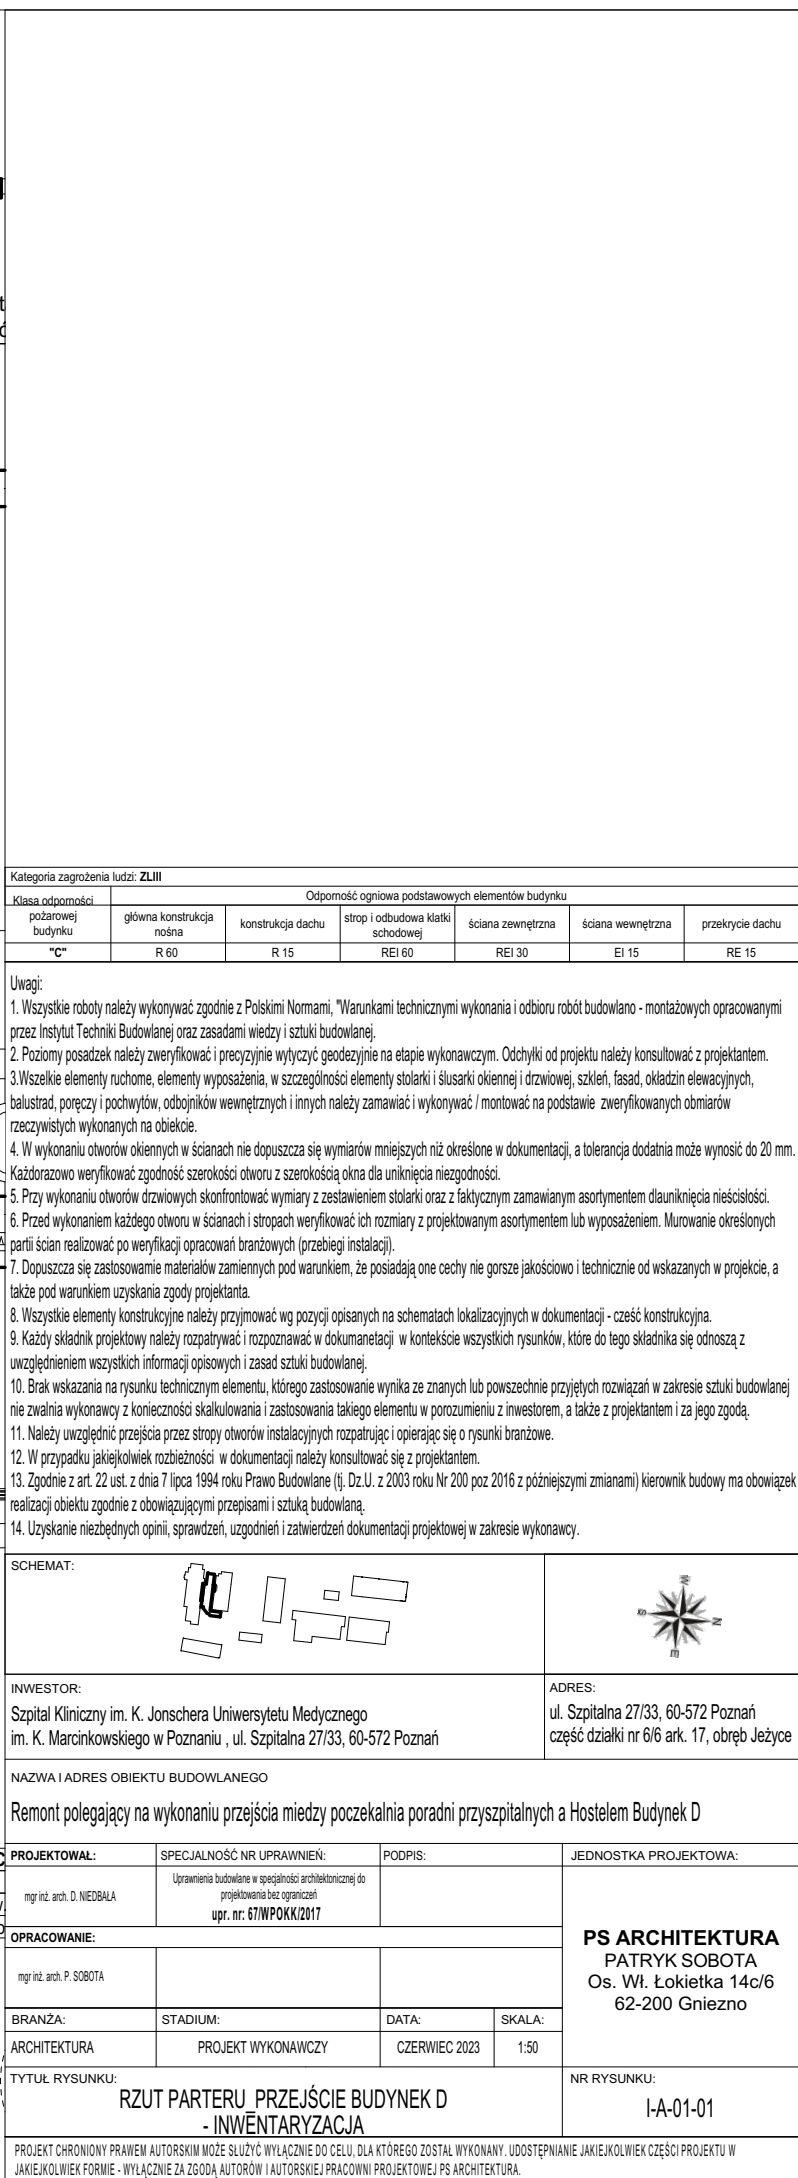 Kategoria zagrożenia ludzi: ZLIII
Klasa odporności pożarowej budynku
Odporność ogniowa podstawowych elementów budynku
główna konstrukcja nośna
konstrukcja dachu
strop i odbudowa klatki schodowej
ściana zewnętrzna
ściana wewnętrzna
przekrycie dachu
"C" R 60 R 15 REI 60 REI 30 EI 15 RE 15
Uwagi:
1. Wszystkie roboty należy wykonywać zgodnie z Polskimi Normami, "Warunkami technicznymi wykonania i odbioru robót budowlano - montażowych opracowanymi
przez Instytut Techniki Budowlanej oraz zasadami wiedzy i sztuki budowlanej.
2. Poziomy posadzek należy zweryfikować i precyzyjnie wytyczyć geodezyjnie na etapie wykonawczym. Odchyłki od projektu należy konsultować z projektantem.
3.Wszelkie elementy ruchome, elementy wyposażenia, w szczególności elementy stolarki i ślusarki okiennej i drzwiowej, szkleń, fasad, okładzin elewacyjnych,
balustrad, poręczy i pochwytów, odbojników wewnętrznych i innych należy zamawiać i wykonywać / montować na podstawie zweryfikowanych obmiarów
rzeczywistych wykonanych na obiekcie.
4. W wykonaniu otworów okiennych w ścianach nie dopuszcza się wymiarów mniejszych niż określone w dokumentacji, a tolerancja dodatnia może wynosić do 20 mm.
Każdorazowo weryfikować zgodność szerokości otworu z szerokością okna dla uniknięcia niezgodności.
5. Przy wykonaniu otworów drzwiowych skonfrontować wymiary z zestawieniem stolarki oraz z faktycznym zamawianym asortymentem dlauniknięcia nieścisłości.
6. Przed wykonaniem każdego otworu w ścianach i stropach weryfikować ich rozmiary z projektowanym asortymentem lub wyposażeniem. Murowanie określonych
partii ścian realizować po weryfikacji opracowań branżowych (przebiegi instalacji).
7. Dopuszcza się zastosowanie materiałów zamiennych pod warunkiem, że posiadają one cechy nie gorsze jakościowo i technicznie od wskazanych w projekcie, a
także pod warunkiem uzyskania zgody projektanta.
8. Wszystkie elementy konstrukcyjne należy przyjmować wg pozycji opisanych na schematach lokalizacyjnych w dokumentacji - cześć konstrukcyjna.
9. Każdy składnik projektowy należy rozpatrywać i rozpoznawać w dokumanetacji w kontekście wszystkich rysunków, które do tego składnika się odnoszą z
uwzględnieniem wszystkich informacji opisowych i zasad sztuki budowlanej.
10. Brak wskazania na rysunku technicznym elementu, którego zastosowanie wynika ze znanych lub powszechnie przyjętych rozwiązań w zakresie sztuki budowlanej
nie zwalnia wykonawcy z konieczności skalkulowania i zastosowania takiego elementu w porozumieniu z inwestorem, a także z projektantem i za jego zgodą.
11. Należy uwzględnić przejścia przez stropy otworów instalacyjnych rozpatrując i opierając się o rysunki branżowe.
12. W przypadku jakiejkolwiek rozbieżności w dokumentacji należy konsultować się z projektantem.
13. Zgodnie z art. 22 ust. z dnia 7 lipca 1994 roku Prawo Budowlane (tj. Dz.U. z 2003 roku Nr 200 poz 2016 z późniejszymi zmianami) kierownik budowy ma obowiązek
realizacji obiektu zgodnie z obowiązującymi przepisami i sztuką budowlaną.
14. Uzyskanie niezbędnych opinii, sprawdzeń, uzgodnień i zatwierdzeń dokumentacji projektowej w zakresie wykonawcy.
SCHEMAT:
W
S
N
E
INWESTOR:
Szpital Kliniczny im. K. Jonschera Uniwersytetu Medycznego
im. K. Marcinkowskiego w Poznaniu , ul. Szpitalna 27/33, 60-572 Poznań
ADRES:
ul. Szpitalna 27/33, 60-572 Poznań
część działki nr 6/6 ark. 17, obręb Jeżyce
NAZWA I ADRES OBIEKTU BUDOWLANEGO
Remont polegający na wykonaniu przejścia miedzy poczekalnia poradni przyszpitalnych a Hostelem Budynek D
PROJEKTOWAŁ: SPECJALNOŚĆ NR UPRAWNIEŃ: PODPIS: JEDNOSTKA PROJEKTOWA:
mgr inż. arch. D. NIEDBAŁA
Uprawnienia budowlane w specjalności architektonicznej do
projektowania bez ograniczeń
upr. nr: 67/WPOKK/2017
OPRACOWANIE:
mgr inż. arch. P. SOBOTA
PS ARCHITEKTURA
PATRYK SOBOTA
Os. Wł. Łokietka 14c/6
62-200 Gniezno
BRANŻA: STADIUM: DATA: SKALA:
ARCHITEKTURA PROJEKT WYKONAWCZY CZERWIEC 2023 1:50
TYTUŁ RYSUNKU:
RZUT PARTERU_PRZEJŚCIE BUDYNEK D
- INWENTARYZACJA
NR RYSUNKU:
I-A-01-01
PROJEKT CHRONIONY PRAWEM AUTORSKIM MOŻE SŁUŻYĆ WYŁĄCZNIE DO CELU, DLA KTÓREGO ZOSTAŁ WYKONANY. UDOSTĘPNIANIE JAKIEJKOLWIEK CZĘŚCI PROJEKTU W
JAKIEJKOLWIEK FORMIE - WYŁĄCZNIE ZA ZGODĄ AUTORÓW I AUTORSKIEJ PRACOWNI PROJEKTOWEJ PS ARCHITEKTURA.